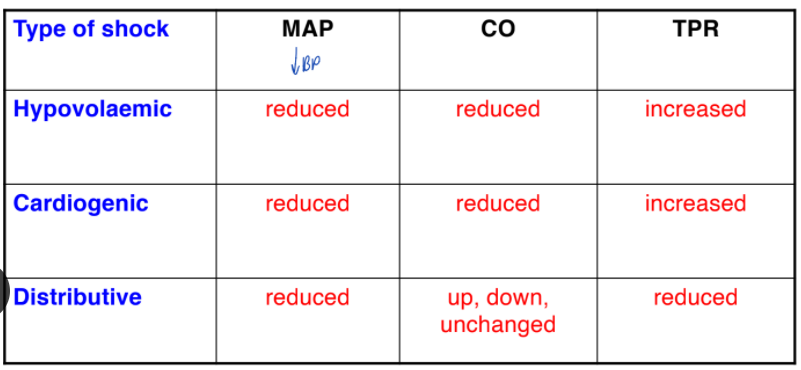 Type of shock MAP CO TPR
↓BP
Hypovolaemic reduced reduced increased
Cardiogenic reduced reduced increased
Distributive reduced up, down, reduced
unchanged